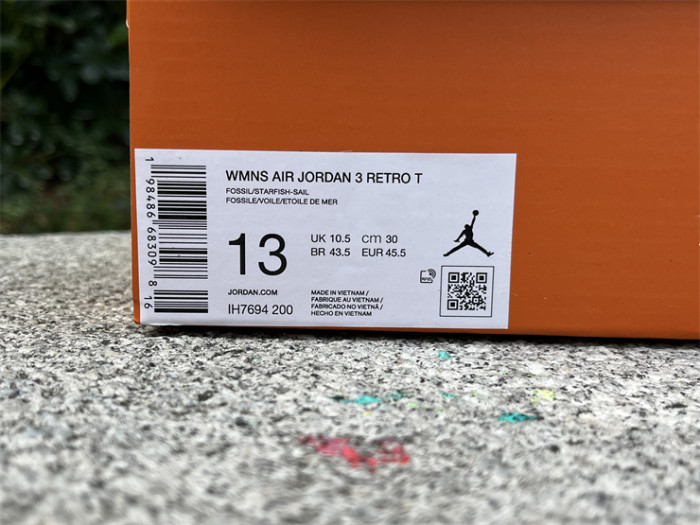 WMNS AIR JORDAN 3 RETRO T
FOSSIL/STARFISH-SAIL
FOSSILE/VOILE/ETOILE DE MER
13
UK 10.5 cm 30
BR 43.5 EUR 45.5
JORDAN.COM
IH7694 200
MADE IN VIETNAM /
FABRIQUE AU VIETNAM /
FABRICADO NO VIETNÃ /
HECHO EN VIETNAM
1 98486 68309 8 16